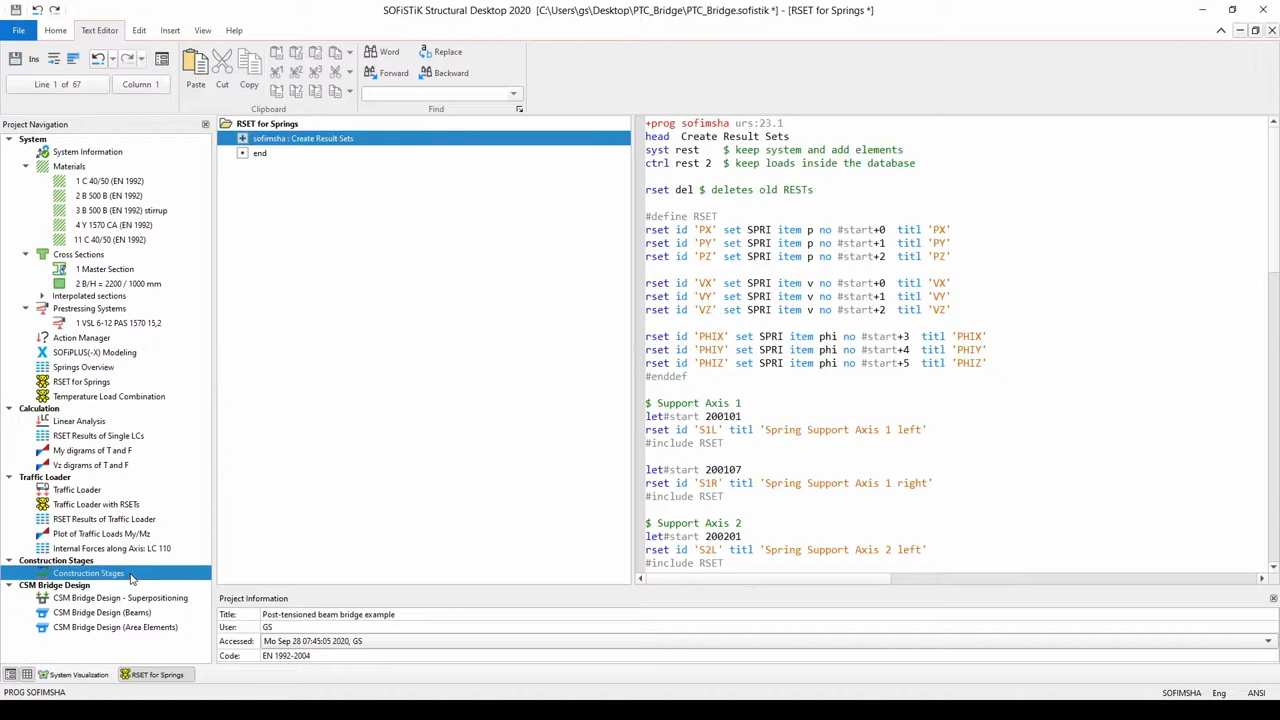 SOFiSTiK Structural Desktop 2020 [C:\Users\gs\Desktop\PTC_Bridge\PTC_Bridge.sofistik *] - [RSET for Springs *]
File Home Text Editor Edit Insert View Help
Ins
Line 1 of 67 Column 1
Paste Cut Copy
Clipboard
Word Replace
Forward Backward
Find
Project Navigation
System
System Information
Materials
1 C 40/50 (EN 1992)
2 B 500 B (EN 1992)
3 B 500 B (EN 1992) stirrup
4 Y 1570 CA (EN 1992)
11 C 40/50 (EN 1992)
Cross Sections
1 Master Section
2 B/H = 2200 / 1000 mm
Interpolated sections
Prestressing Systems
1 VSL 6-12 PAS 1570 15,2
Action Manager
SOFiPLUS(-X) Modeling
Springs Overview
RSET for Springs
Temperature Load Combination
Calculation
LC
Linear Analysis
RSET Results of Single LCs
My digrams of T and F
Vz digrams of T and F
Traffic Loader
Traffic Loader
Traffic Loader with RSETs
RSET Results of Traffic Loader
Plot of Traffic Loads My/Mz
Internal Forces along Axis: LC 110
Construction Stages
Construction Stages
CSM Bridge Design
CSM Bridge Design - Superpositioning
CSM Bridge Design (Beams)
CSM Bridge Design (Area Elements)
System Visualization RSET for Springs
RSET for Springs
sofimsha : Create Result Sets
end
+prog sofimsha urs:23.1
head Create Result Sets
syst rest $ keep system and add elements
ctrl rest 2 $ keep loads inside the database
rset del $ deletes old RESTs
#define RSET
rset id 'PX' set SPRI item p no #start+0 titl 'PX'
rset id 'PY' set SPRI item p no #start+1 titl 'PY'
rset id 'PZ' set SPRI item p no #start+2 titl 'PZ'
rset id 'VX' set SPRI item v no #start+0 titl 'VX'
rset id 'VY' set SPRI item v no #start+1 titl 'VY'
rset id 'VZ' set SPRI item v no #start+2 titl 'VZ'
rset id 'PHIX' set SPRI item phi no #start+3 titl 'PHIX'
rset id 'PHIY' set SPRI item phi no #start+4 titl 'PHIY'
rset id 'PHIZ' set SPRI item phi no #start+5 titl 'PHIZ'
#enddef
$ Support Axis 1
let#start 200101
rset id 'S1L' titl 'Spring Support Axis 1 left'
#include RSET
let#start 200107
rset id 'S1R' titl 'Spring Support Axis 1 right'
#include RSET
$ Support Axis 2
let#start 200201
rset id 'S2L' titl 'Spring Support Axis 2 left'
#include RSET
Project Information
Title: Post-tensioned beam bridge example
User: GS
Accessed: Mo Sep 28 07:45:05 2020, GS
Code: EN 1992-2004
PROG SOFIMSHA
SOFIMSHA Eng ANSI